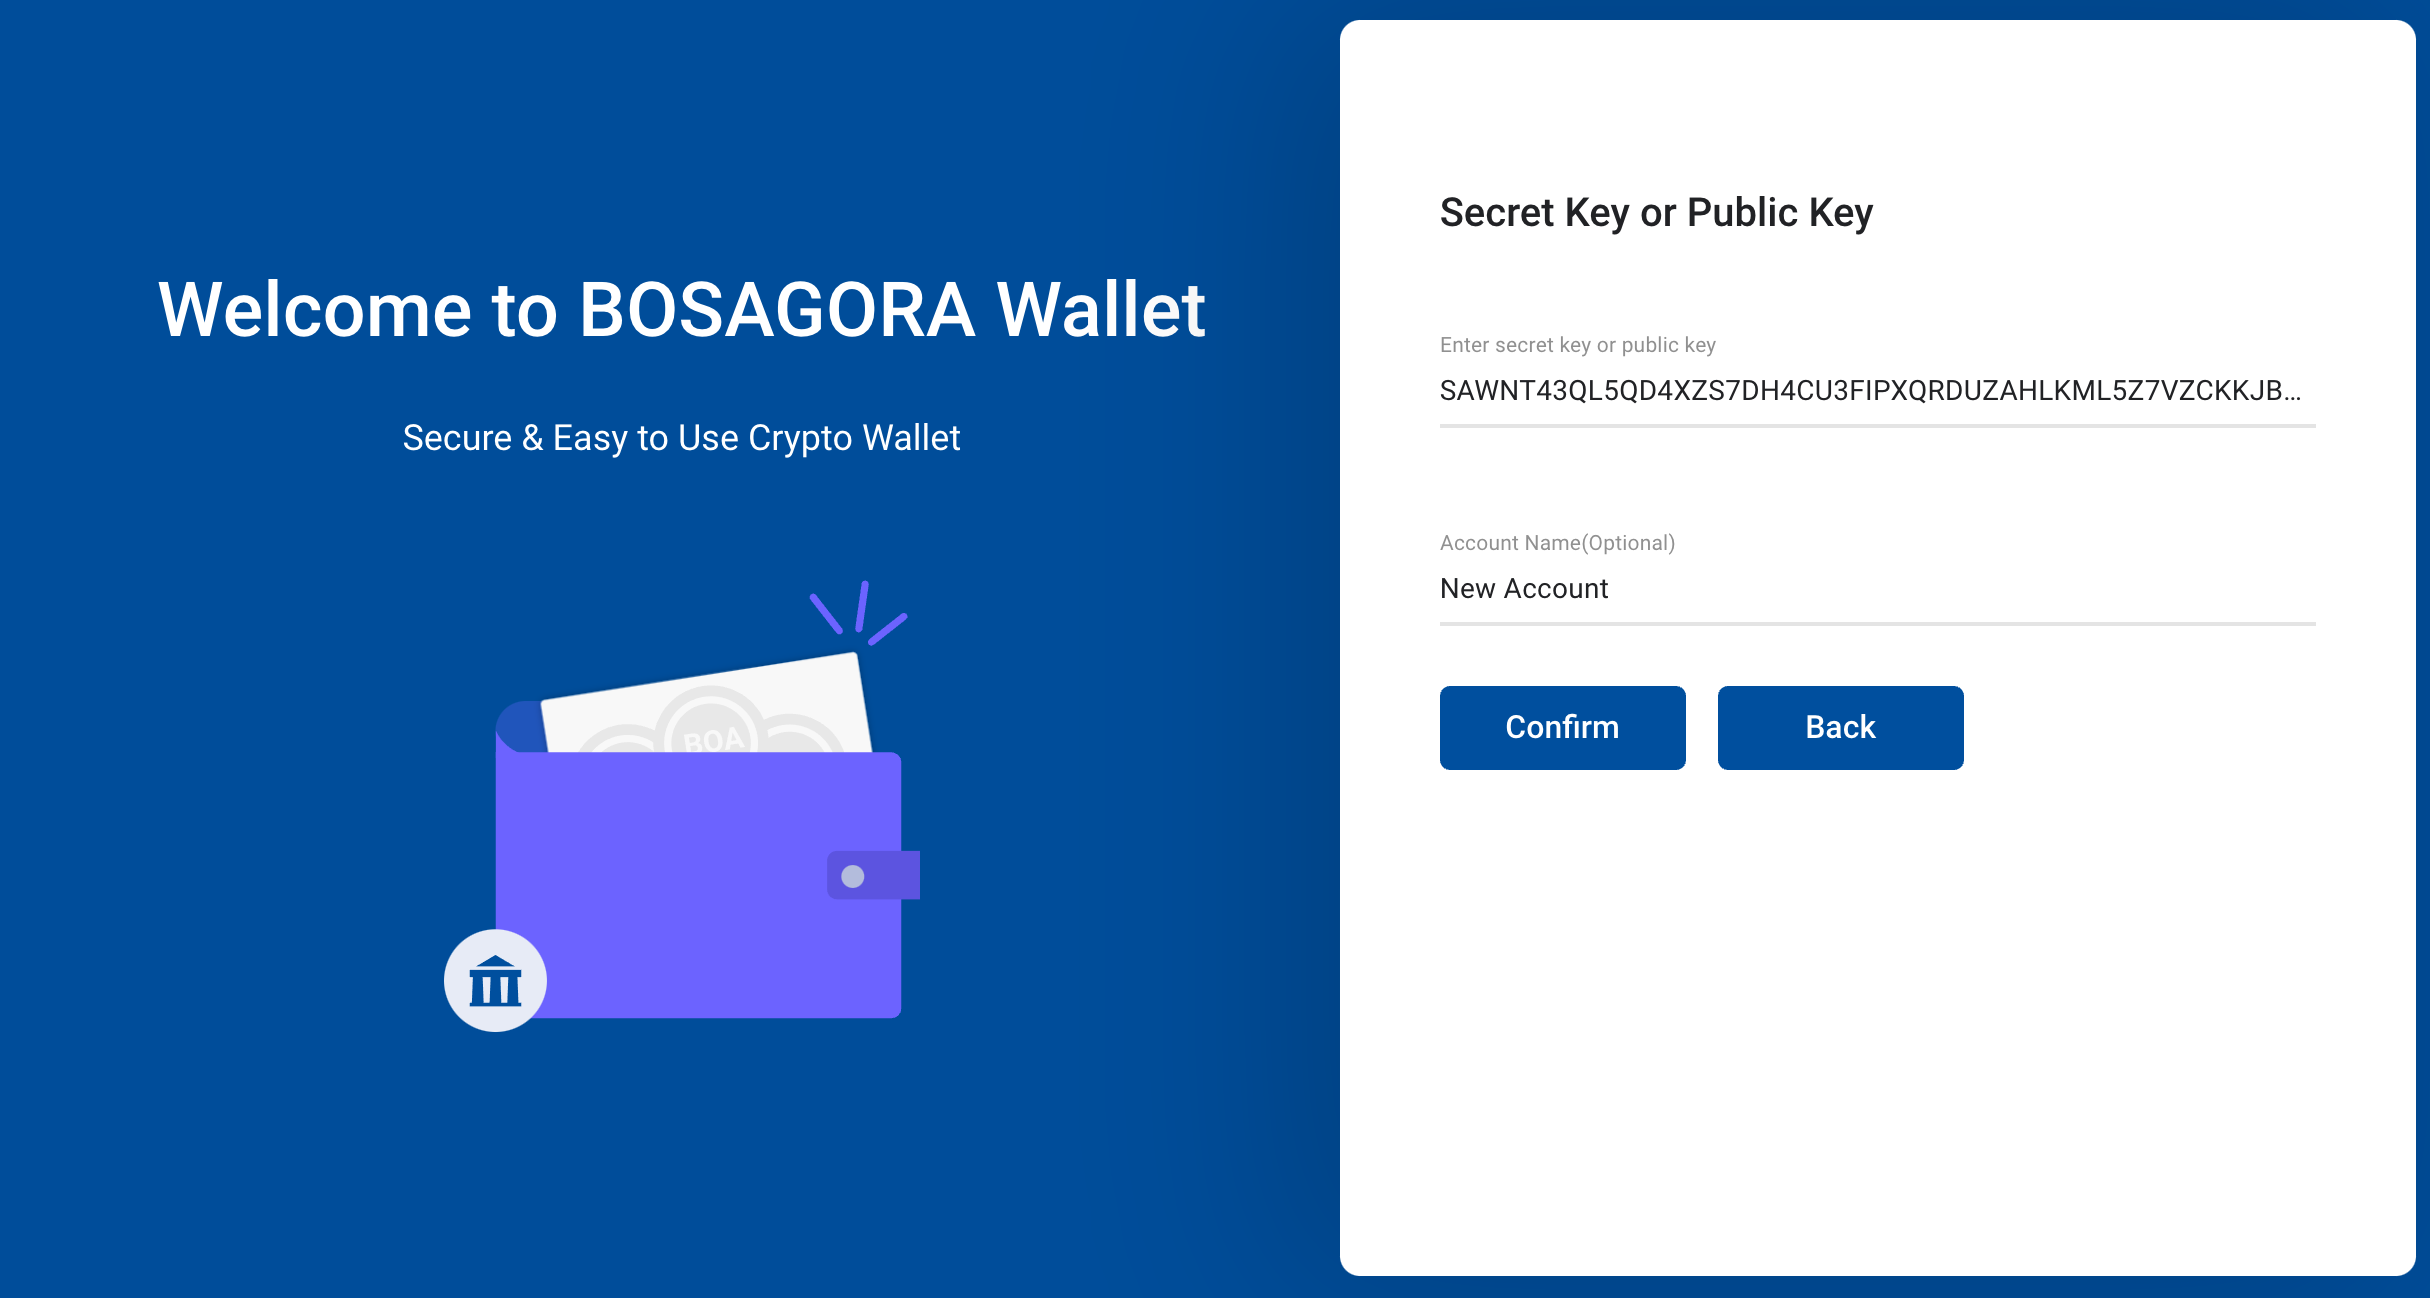 Welcome to BOSAGORA Wallet
Secure & Easy to Use Crypto Wallet
BOA
Secret Key or Public Key
Enter secret key or public key
SAWNT43QL5QD4XZS7DH4CU3FIPXQRDUZAHLKML5Z7VZCKKJB...
Account Name(Optional)
New Account
Confirm
Back